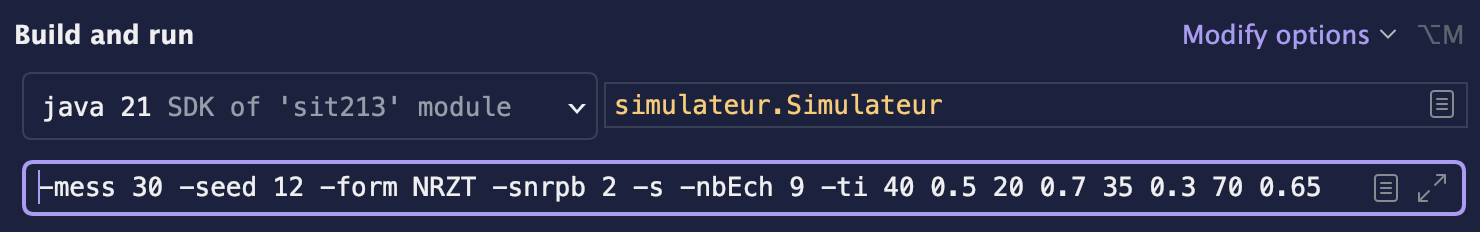 Build and run
Modify options ⌥M
java 21 SDK of 'sit213' module
simulateur.Simulateur
-mess 30 -seed 12 -form NRZT -snrpb 2 -s -nbEch 9 -ti 40 0.5 20 0.7 35 0.3 70 0.65